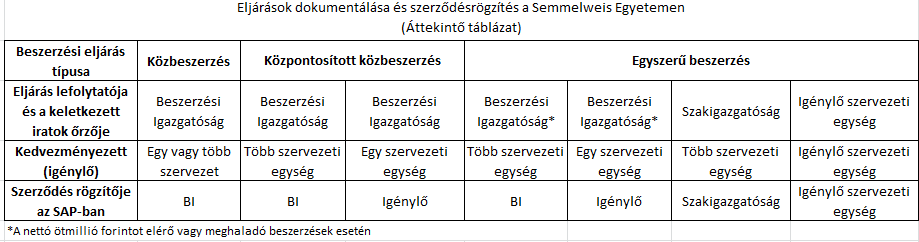 Eljárások dokumentálása és szerződésrögzítés a Semmelweis Egyetemen
(Áttekintő táblázat)
Beszerzési eljárás típusa | Közbeszerzés | Központosított közbeszerzés | Egyszerű beszerzés
Eljárás lefolytatója és a keletkezett iratok őrzője | Beszerzési Igazgatóság | Beszerzési Igazgatóság | Beszerzési Igazgatóság | Beszerzési Igazgatóság* | Beszerzési Igazgatóság* | Szakigazgatóság | Igénylő szervezeti egység
Kedvezményezett (igénylő) | Egy vagy több szervezet | Több szervezeti egység | Egy szervezeti egység | Több szervezeti egység | Egy szervezeti egység | Több szervezeti egység | Igénylő szervezeti egység
Szerződés rögzítője az SAP-ban | BI | BI | Igénylő | BI | Igénylő | Szakigazgatóság | Igénylő szervezeti egység
*A nettó ötmillió forintot elérő vagy meghaladó beszerzések esetén